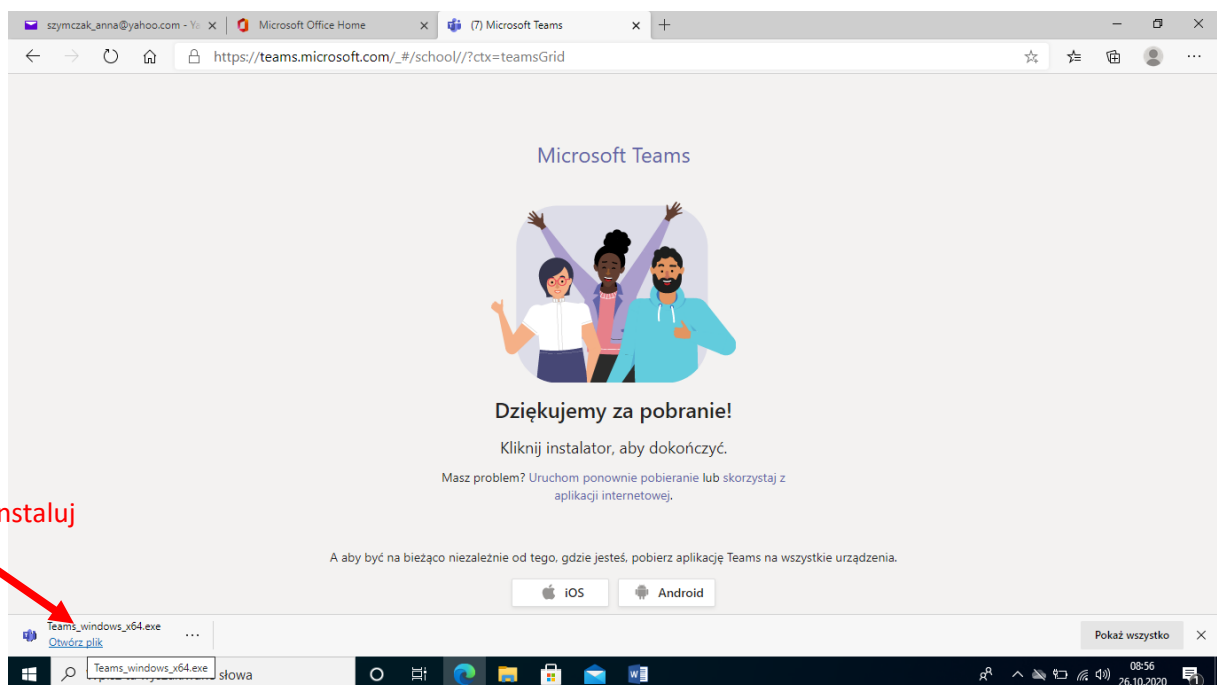 szymczak_anna@yahoo.com - Ya
Microsoft Office Home
(7) Microsoft Teams
https://teams.microsoft.com/_#/school//?ctx=teamsGrid
Microsoft Teams
Dziękujemy za pobranie!
Kliknij instalator, aby dokończyć.
Masz problem? Uruchom ponownie pobieranie lub skorzystaj z
aplikacji internetowej.
nstaluj
A aby być na bieżąco niezależnie od tego, gdzie jesteś, pobierz aplikację Teams na wszystkie urządzenia.
iOS
Android
Teams_windows_x64.exe
Otwórz plik
Pokaż wszystko
Teams_windows_x64.exe
słowa
08:56
26.10.2020